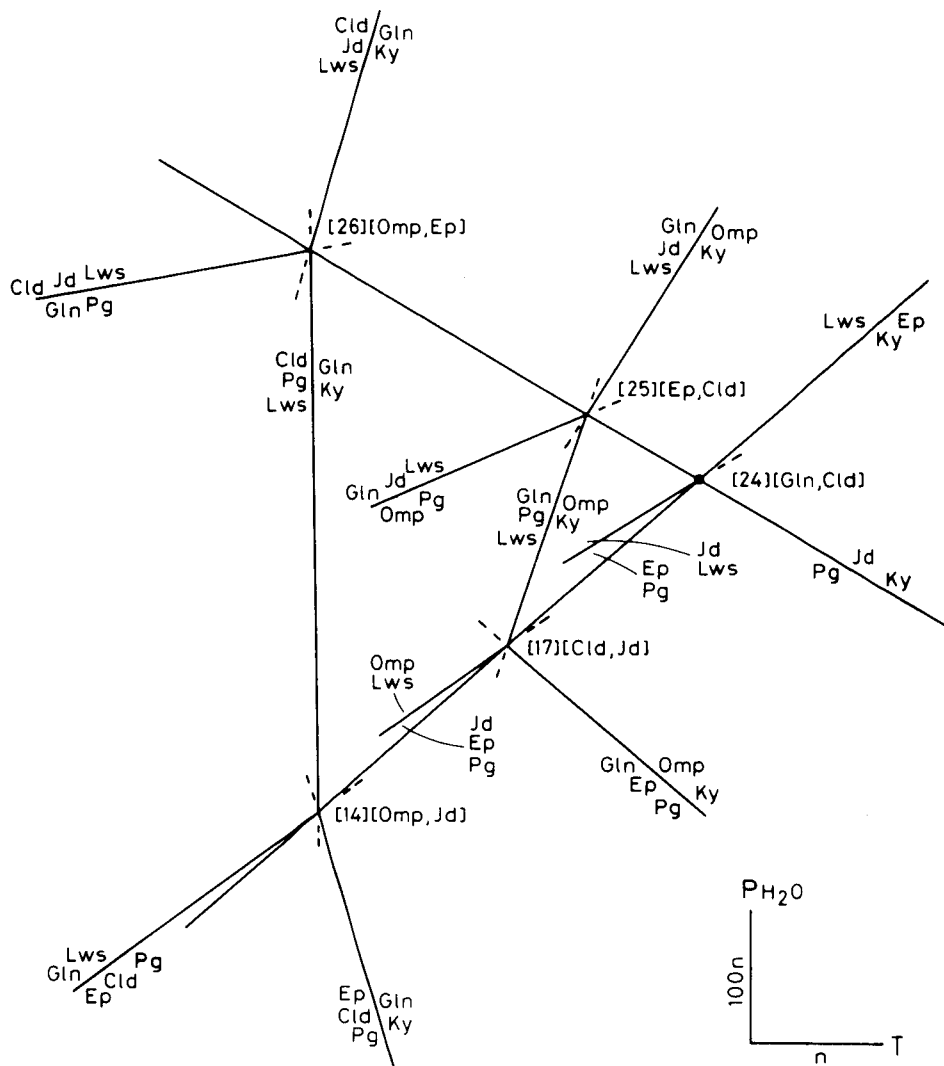 Cld Gln
Jd Ky
Lws
[26][Omp,Ep]
Gln Omp
Jd Ky
Lws
Cld Jd Lws
Gln Pg
Lws Ep
Ky
Cld Gln
Pg Ky
Lws
[25][Ep,Cld]
Gln Jd Lws
Omp Pg
[24][Gln,Cld]
Gln Omp
Pg Ky
Lws
Jd
Lws
Ep
Pg
Pg Jd Ky
[17][Cld,Jd]
Omp
Lws
Jd
Ep
Pg
Gln Omp
Ep Pg Ky
[14][Omp,Jd]
PH₂O
100n
n
T
Lws Pg
Gln Ep Cld
Ep Gln
Cld Ky
Pg